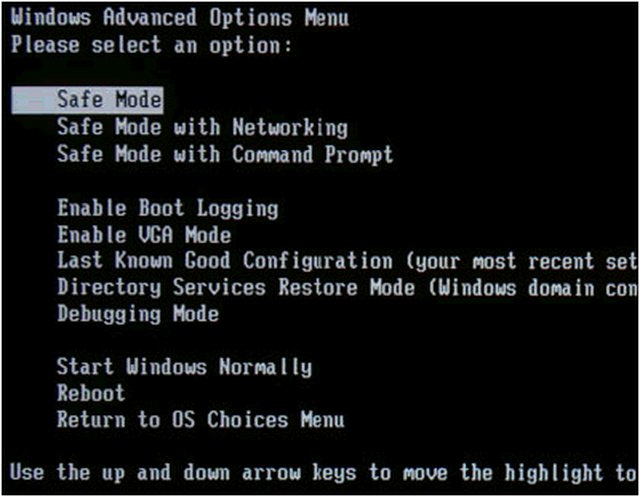 Windows Advanced Options Menu
Please select an option:
Safe Mode
Safe Mode with Networking
Safe Mode with Command Prompt
Enable Boot Logging
Enable VGA Mode
Last Known Good Configuration (your most recent set
Directory Services Restore Mode (Windows domain con
Debugging Mode
Start Windows Normally
Reboot
Return to OS Choices Menu
Use the up and down arrow keys to move the highlight to